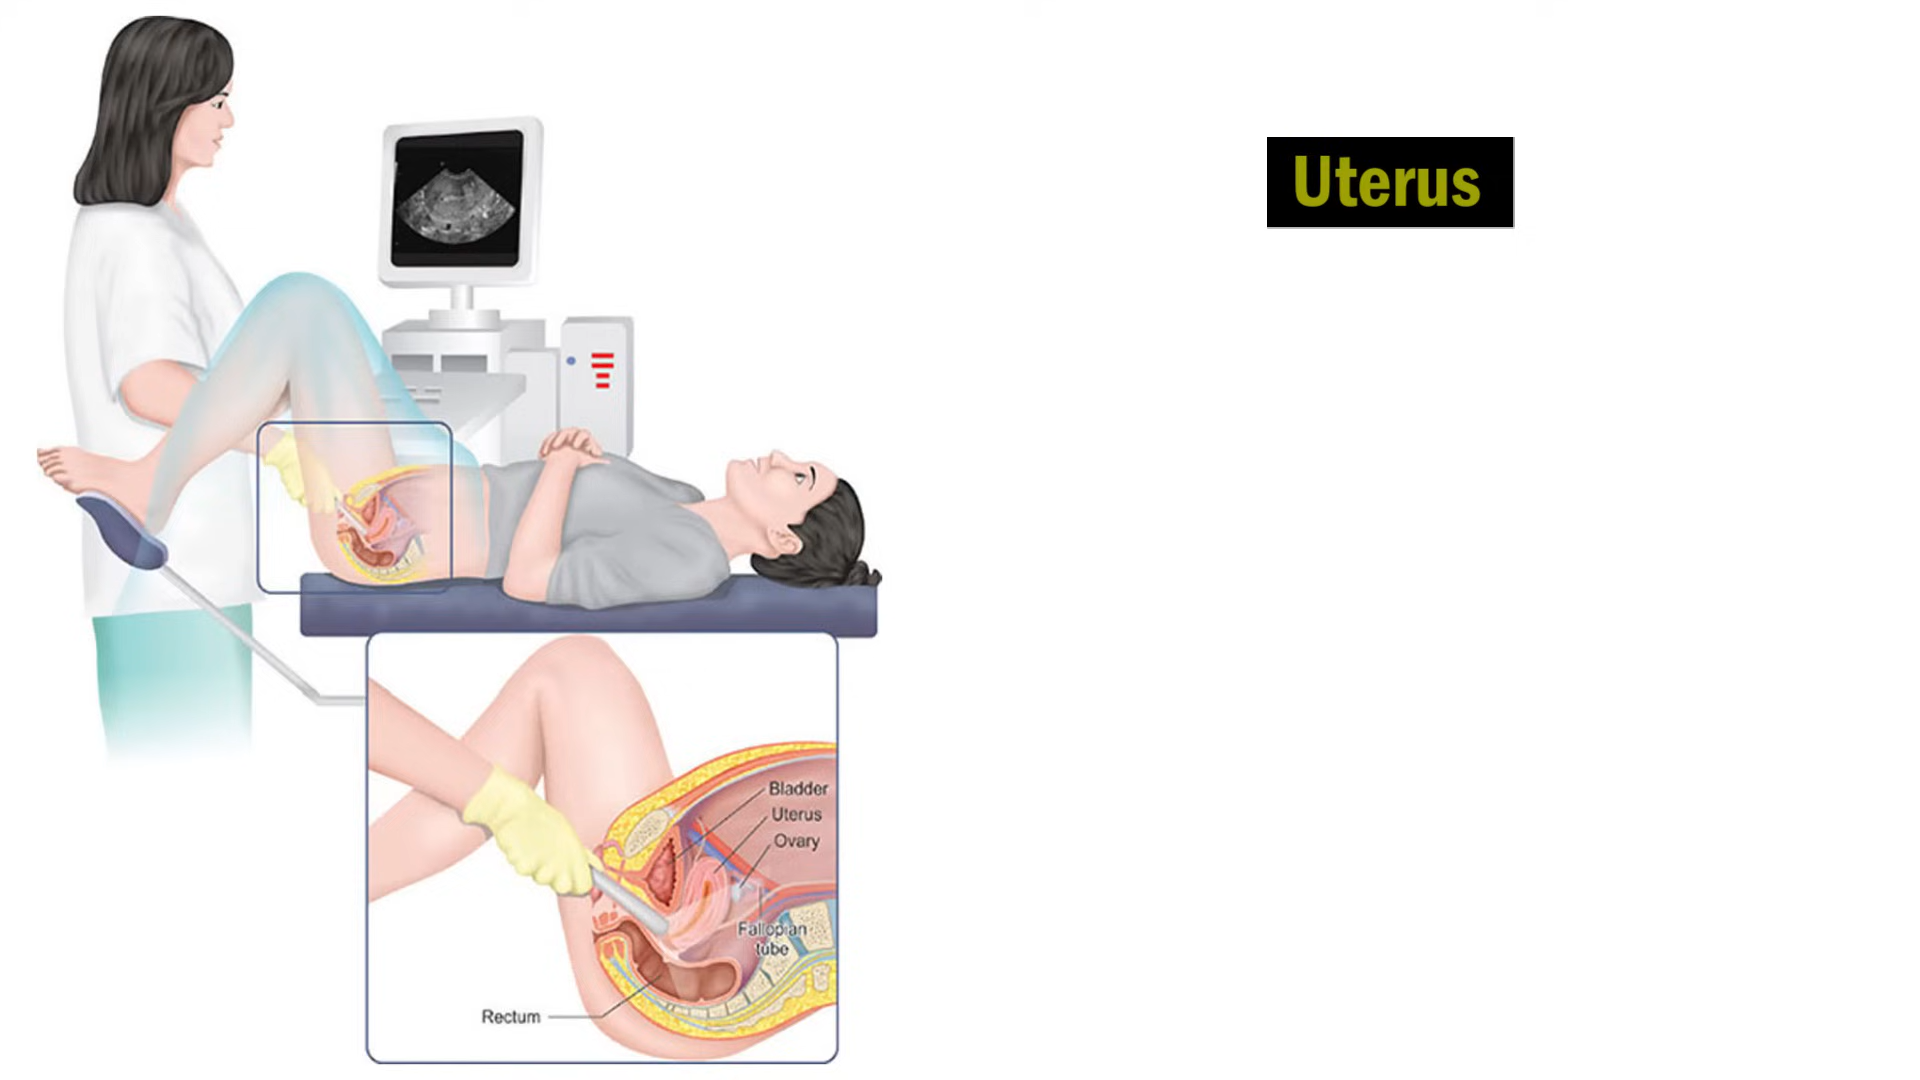 Uterus
Bladder
Uterus
Ovary
Fallopian
tube
Rectum